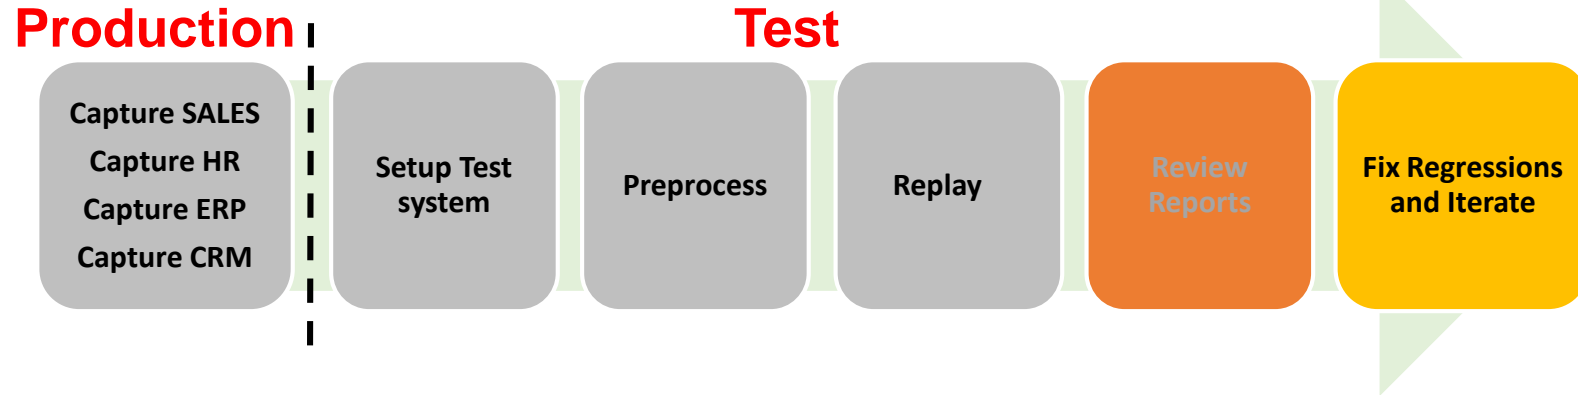 Production
Test
Capture SALES
Capture HR
Capture ERP
Capture CRM
Setup Test
system
Preprocess
Replay
Review
Reports
Fix Regressions
and Iterate